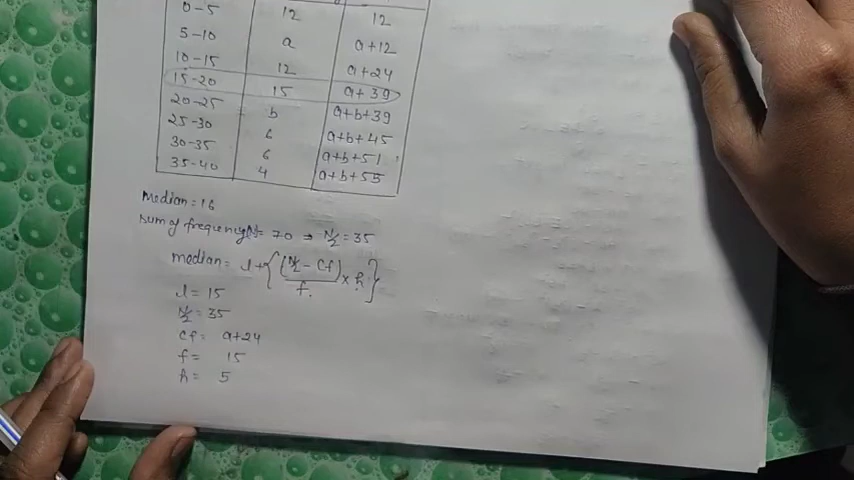 0-5 12 12
5-10 a a+12
10-15 12 a+24
15-20 15 a+39
20-25 b a+b+39
25-30 6 a+b+45
30-35 6 a+b+51
35-40 4 a+b+55
Median = 16
Sum of frequency N = 70 ⇒ N/2 = 35
median = l + { (N/2 - Cf) / f × h }
l = 15
N/2 = 35
Cf = a+24
f = 15
h = 5